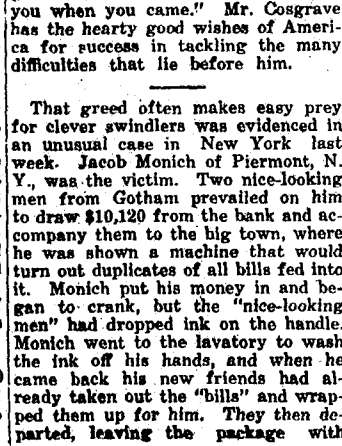 you when you came." Mr. Cosgrave
has the hearty good wishes of Ameri-
ca for success in tackling the many
difficulties that lie before him.
That greed often makes easy prey
for clever swindlers was evidenced in
an unusual case in New York last
week. Jacob Monich of Piermont, N.
Y., was the victim. Two nice-looking
men from Gotham prevailed on him
to draw $10,120 from the bank and ac-
company them to the big town, where
he was shown a machine that would
turn out duplicates of all bills fed into
it. Monich put his money in and be-
gan to crank, but the "nice-looking
men" had dropped ink on the handle.
Monich went to the lavatory to wash
the ink off his hands, and when he
came back his new friends had al-
ready taken out the "bills" and wrap-
ped them up for him. They then de-
parted, leaving the package with